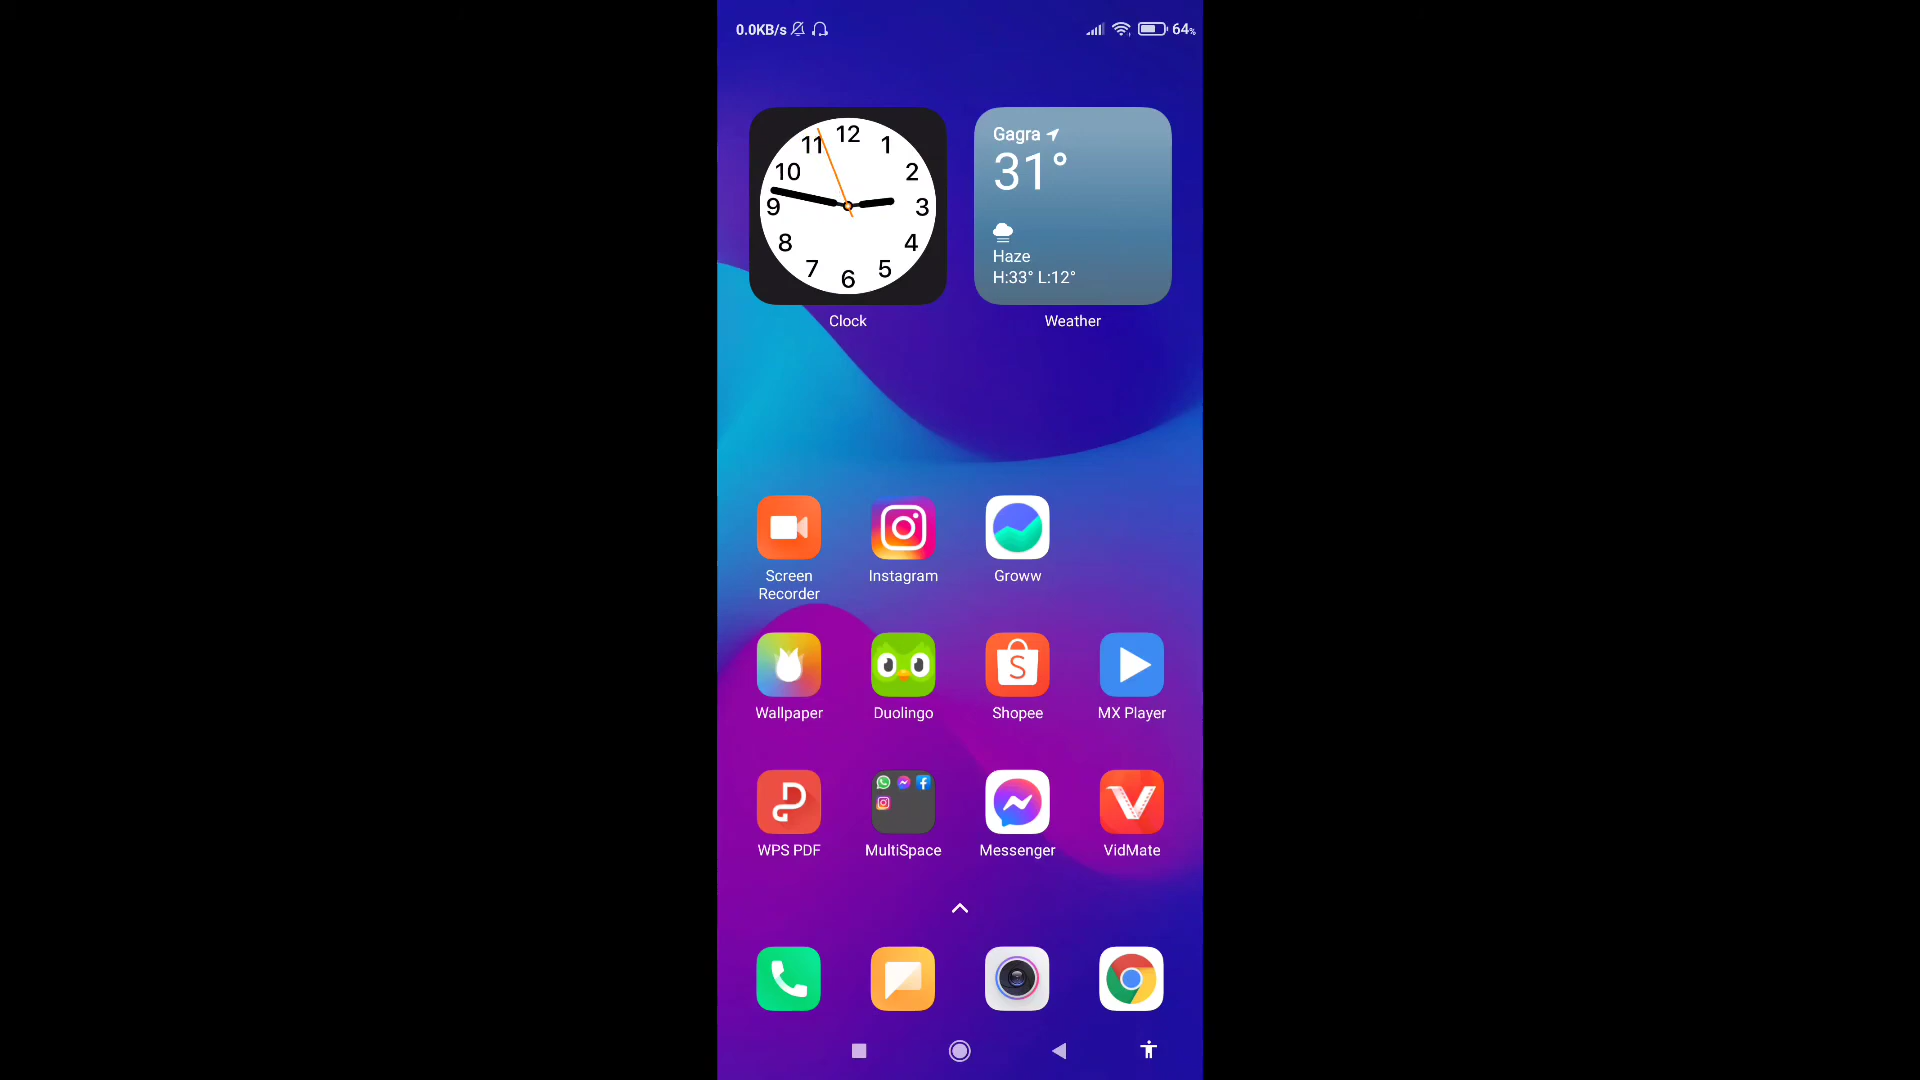 0.0KB/s 64%
12
11 1
10 2
9 3
8 4
7 5
6
Clock
Gagra
31°
Haze
H:33° L:12°
Weather
Screen
Recorder
Instagram
Groww
Wallpaper
Duolingo
S
Shopee
MX Player
WPS PDF
MultiSpace
Messenger
VidMate